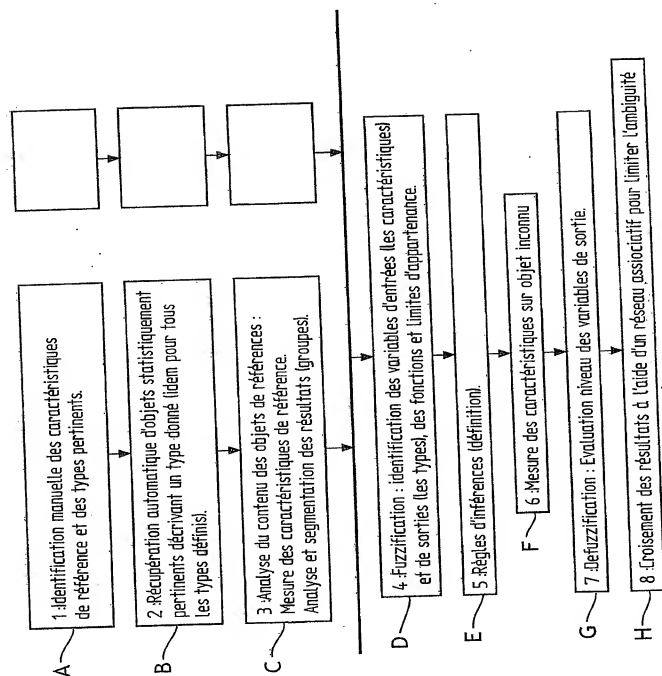 A
1 :Identification manuelle des caractéristiques
de référence et des types pertinents.
B
2 :Récupération automatique d'objets statistiquement
pertinents décrivant un type donné (idem pour tous
les types définis).
C
3 :Analyse du contenu des objets de références :
Mesure des caractéristiques de référence.
Analyse et segmentation des résultats (groupes).
D
4 :Fuzzification : identification des variables d'entrées (les caractéristiques)
et de sorties (les types), des fonctions et limites d'appartenance.
E
5 :Règles d'inférences (définition).
F
6 :Mesure des caractéristiques sur objet inconnu
G
7 :Defuzzification : Evaluation niveau des variables de sortie.
H
8 :Croisement des résultats à l'aide d'un réseau assiociatif pour limiter l'ambiguité